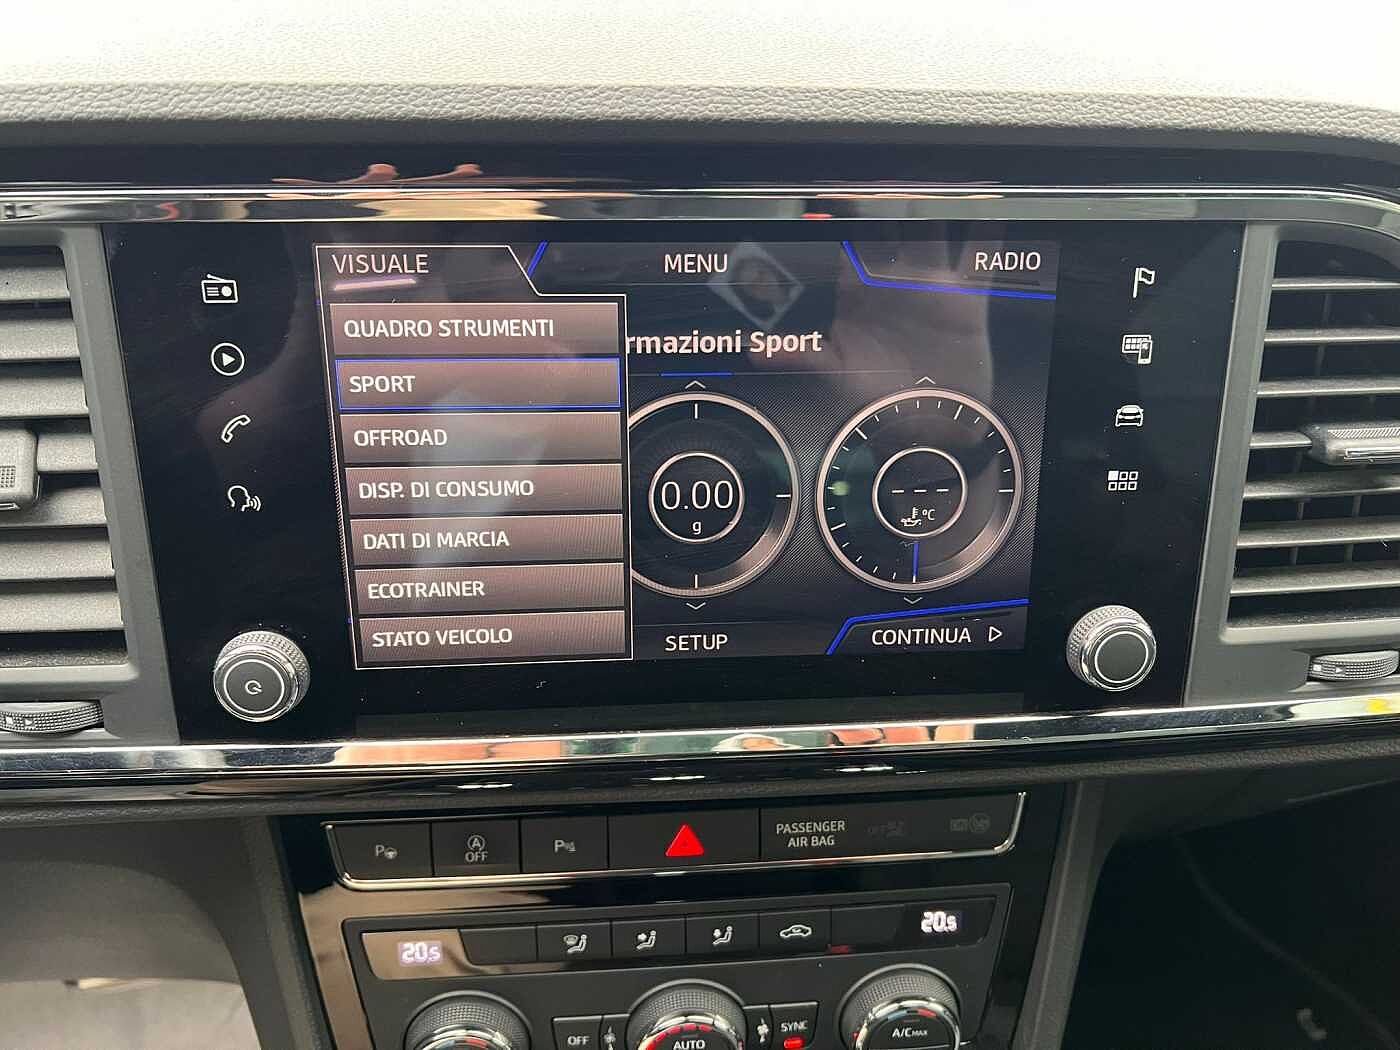 VISUALE
MENU
RADIO
QUADRO STRUMENTI
rmazioni Sport
SPORT
OFFROAD
DISP. DI CONSUMO
0.00
g
---
°C
DATI DI MARCIA
ECOTRAINER
STATO VEICOLO
SETUP
CONTINUA
P
A
OFF
P
PASSENGER
AIR BAG
OFF
20.5
20.5
OFF
AUTO
SYNC
A/C MAX